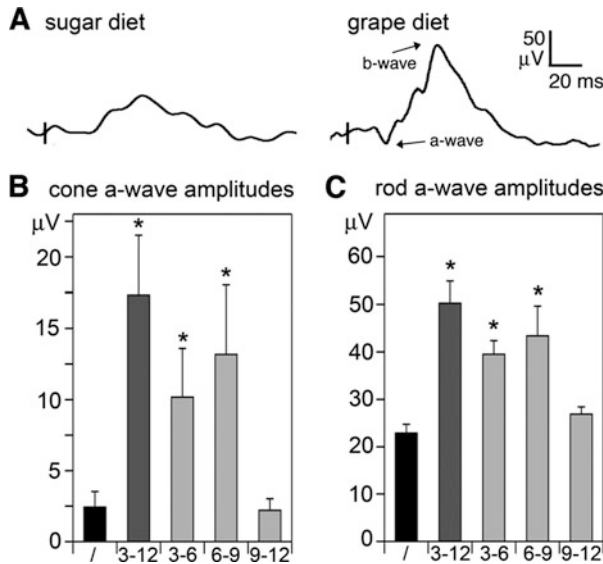 A sugar diet grape diet
b-wave
a-wave
50
μV
20 ms
B cone a-wave amplitudes
μV
20
15
10
5
0
*
*
*
/ 3-12 3-6 6-9 9-12
C rod a-wave amplitudes
μV
60
50
40
30
20
10
0
*
*
*
/ 3-12 3-6 6-9 9-12